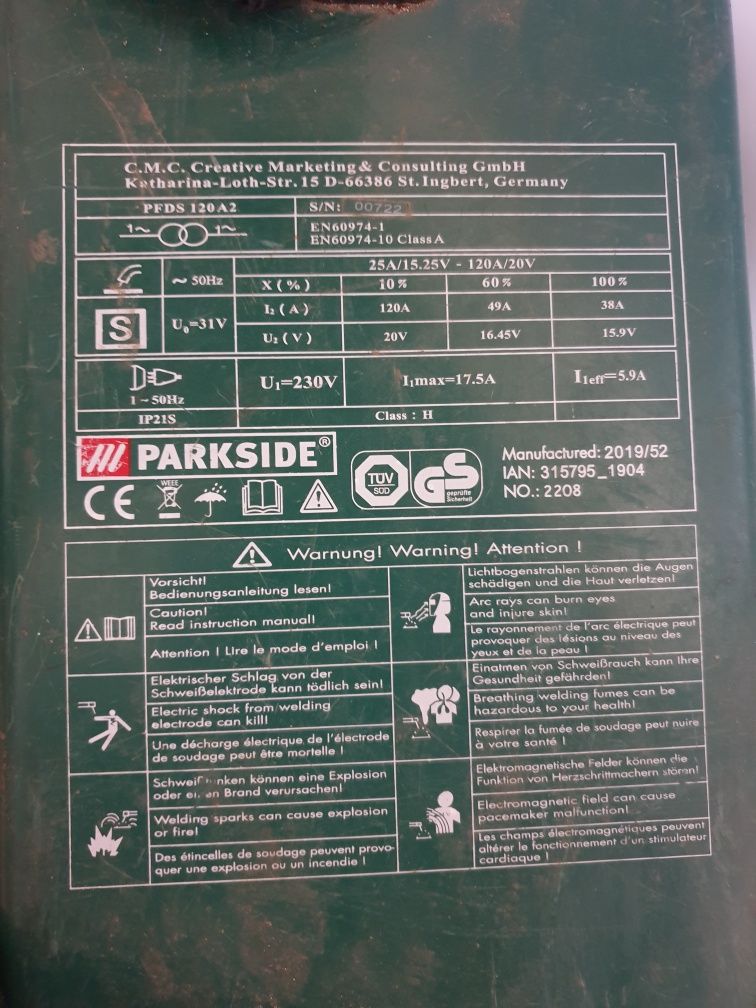 C.M.C. Creative Marketing & Consulting GmbH
Katharina-Loth-Str. 15 D-66386 St. Ingbert, Germany
PFDS 120 A2
S/N: 00722
1~ 1~
EN60974-1
EN60974-10 Class A
25A/15.25V - 120A/20V
~ 50Hz
X ( % ) 10 % 60 % 100 %
S
U₀=31V
I₂ ( A ) 120A 49A 38A
U₂ ( V ) 20V 16.45V 15.9V
1 ~ 50Hz
U₁=230V
I₁max=17.5A
I₁eff=5.9A
IP21S
Class : H
PARKSIDE®
CE
WEEE
TÜV
SÜD
GS
geprüfte
Sicherheit
Manufactured: 2019/52
IAN: 315795_1904
NO.: 2208
Warnung! Warning! Attention !
Vorsicht!
Bedienungsanleitung lesen!
Caution!
Read instruction manual!
Attention ! Lire le mode d'emploi !
Elektrischer Schlag von der
Schweißelektrode kann tödlich sein!
Electric shock from welding
electrode can kill!
Une décharge électrique de l'électrode
de soudage peut être mortelle !
können eine Explosion
oder Brand verursachen!
Welding sparks can cause explosion
or fire!
Des étincelles de soudage peuvent provo-
quer une explosion ou un incendie !
Lichtbogenstrahlen können die Augen
schädigen und die Haut verletzen!
Arc rays can burn eyes
and injure skin!
Le rayonnement de l'arc électrique peut
provoquer des lésions au niveau des
yeux et de la peau !
Einatmen von Schweißrauch kann Ihre
Gesundheit gefährden!
Breathing welding fumes can be
hazardous to your health!
Respirer la fumée de soudage peut nuire
à votre santé !
Elektromagnetische Felder können die
Funktion von Herzschrittmachern stören!
Electromagnetic field can cause
pacemaker malfunction!
Les champs électromagnétiques peuvent
altérer le fonctionnement d'un stimulateur
cardiaque !